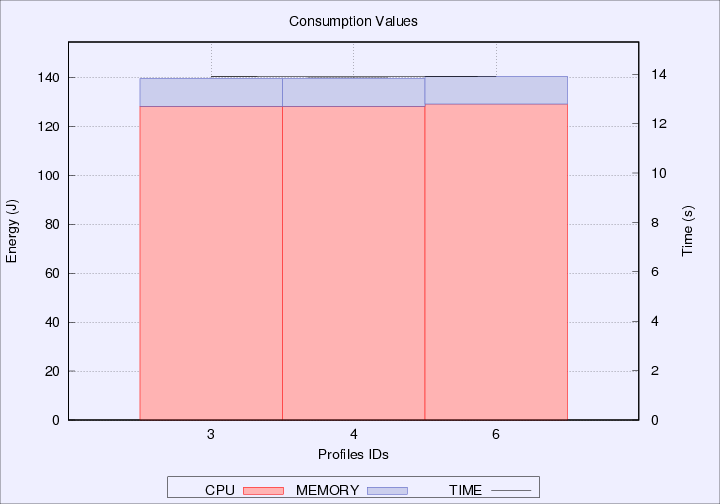 Consumption Values
140
120
100
80
60
40
20
0
Energy (J)
14
12
10
8
6
4
2
0
Time (s)
3 4 6
Profiles IDs
CPU MEMORY TIME